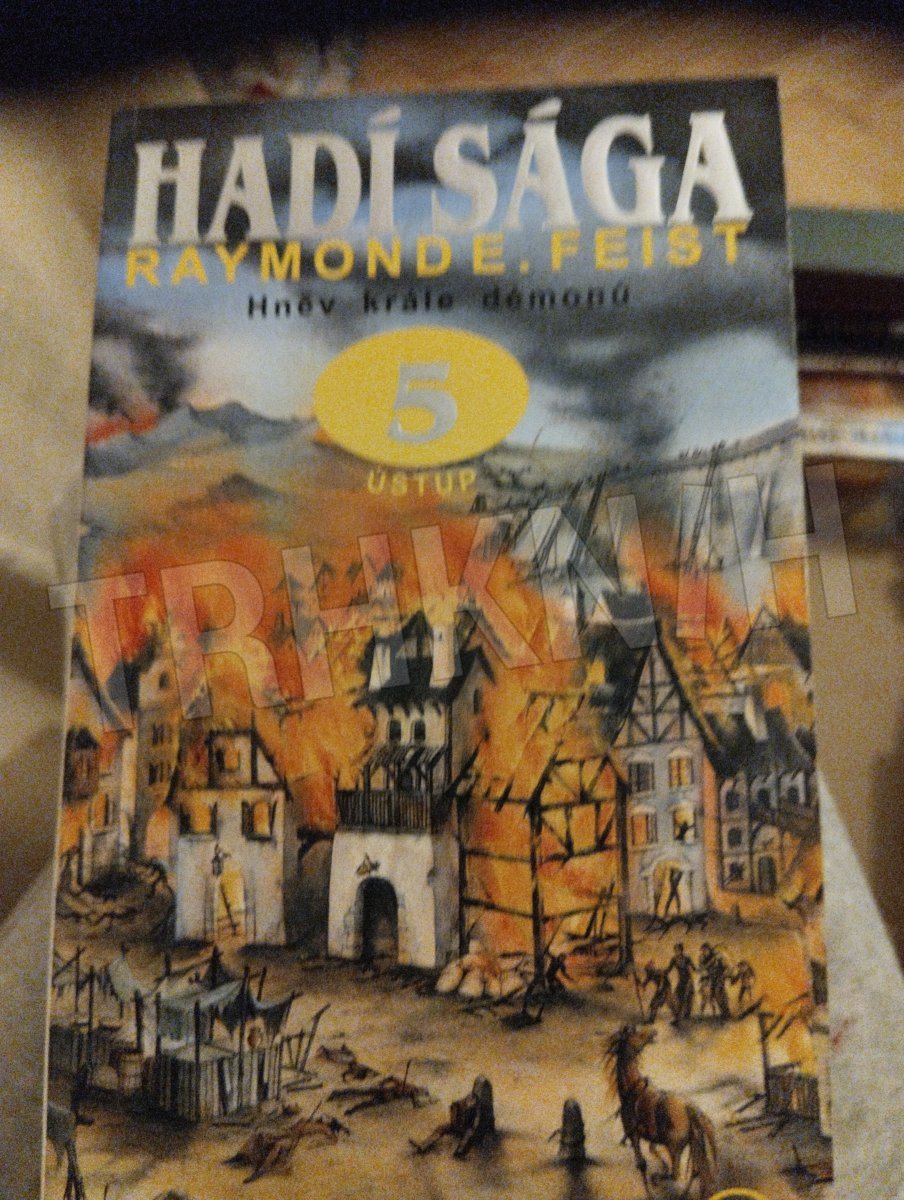 HADÍ SÁGA
RAYMOND E. FEIST
Hněv krále démonů
5
ÚSTUP
TRHKNIH